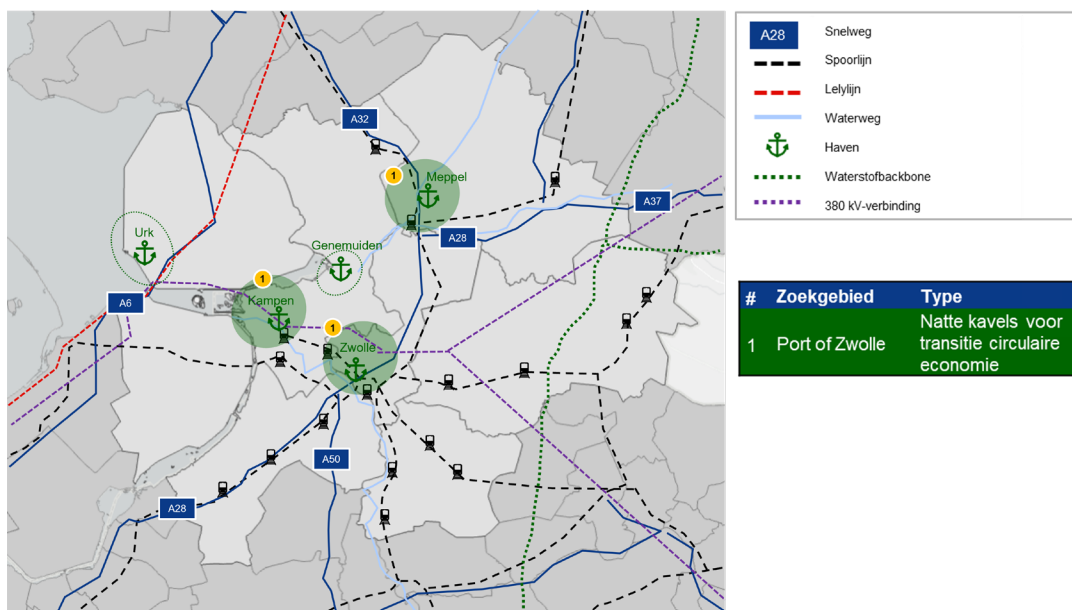 A32
1
Meppel
A37
Urk
Genemuiden
A28
1
A6
Kampen
1
Zwolle
A50
A28
A28
Snelweg
Spoorlijn
Lelylijn
Waterweg
Haven
Waterstofbackbone
380 kV-verbinding
# Zoekgebied Type
1 Port of Zwolle Natte kavels voor
transitie circulaire
economie